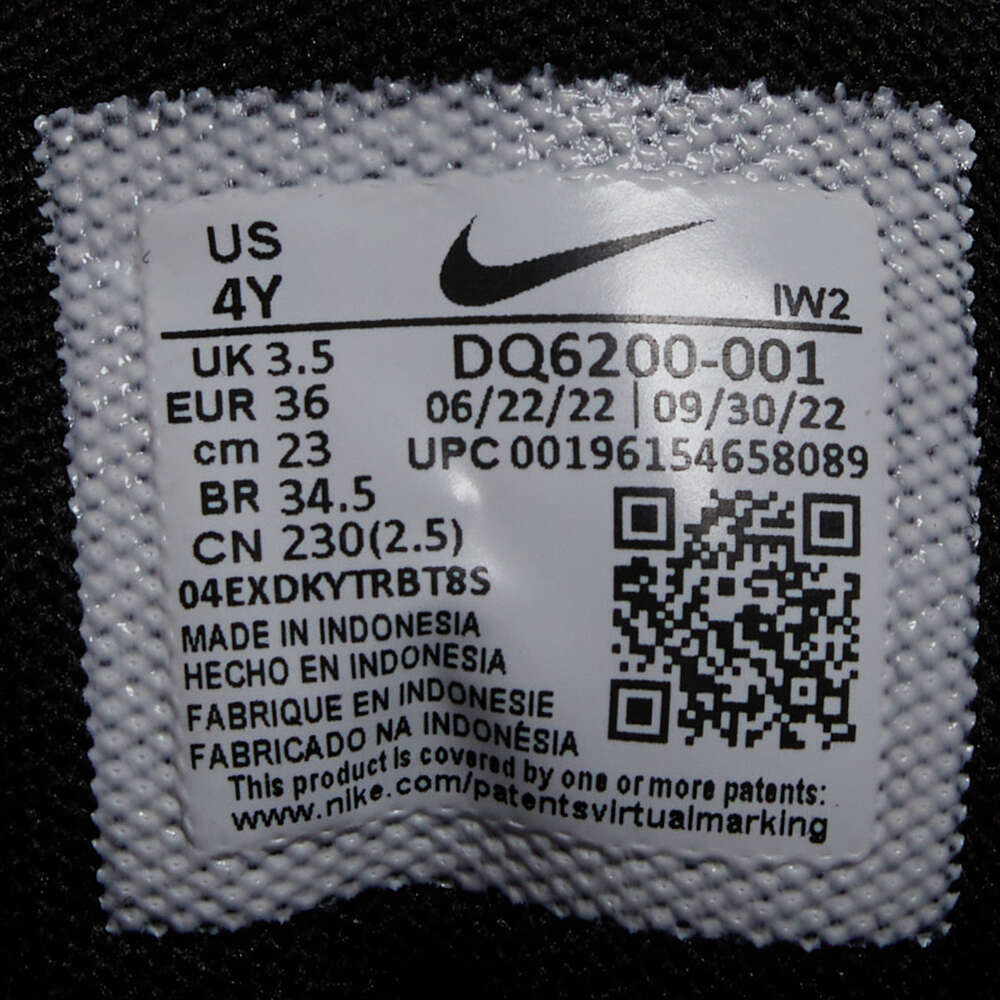 US
4Y
IW2
UK 3.5
DQ6200-001
EUR 36
06/22/22 | 09/30/22
cm 23
UPC 00196154658089
BR 34.5
CN 230(2.5)
04EXDKYTRBT8S
MADE IN INDONESIA
HECHO EN INDONESIA
FABRIQUE EN INDONESIE
FABRICADO NA INDONÉSIA
This product is covered by one or more patents:
www.nike.com/patentsvirtualmarking